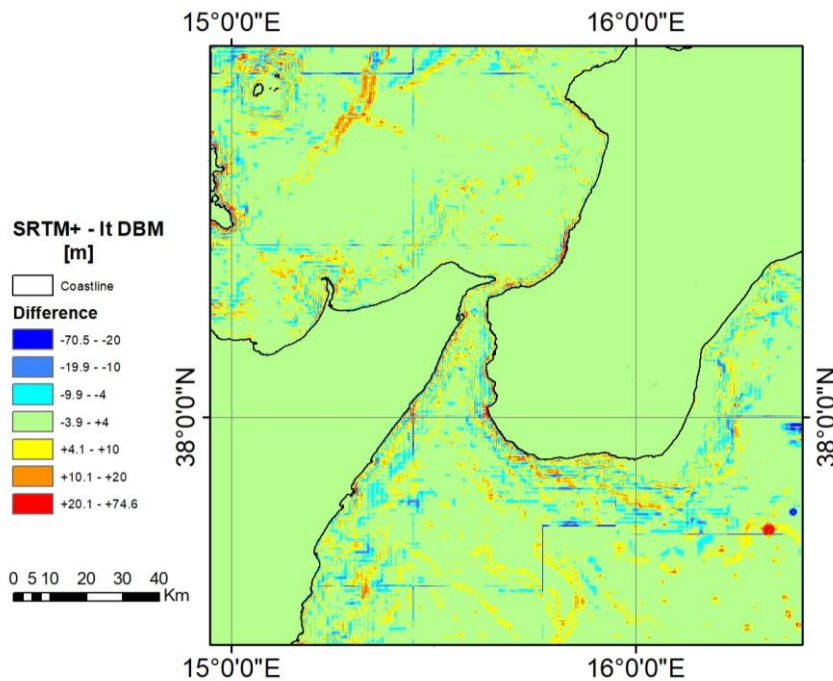 15°0'0"E 16°0'0"E
SRTM+ - It DBM
[m]
Coastline
Difference
-70.5 - -20
-19.9 - -10
-9.9 - -4
-3.9 - +4
+4.1 - +10
+10.1 - +20
+20.1 - +74.6
0 5 10 20 30 40
Km
38°0'0"N
38°0'0"N
15°0'0"E 16°0'0"E